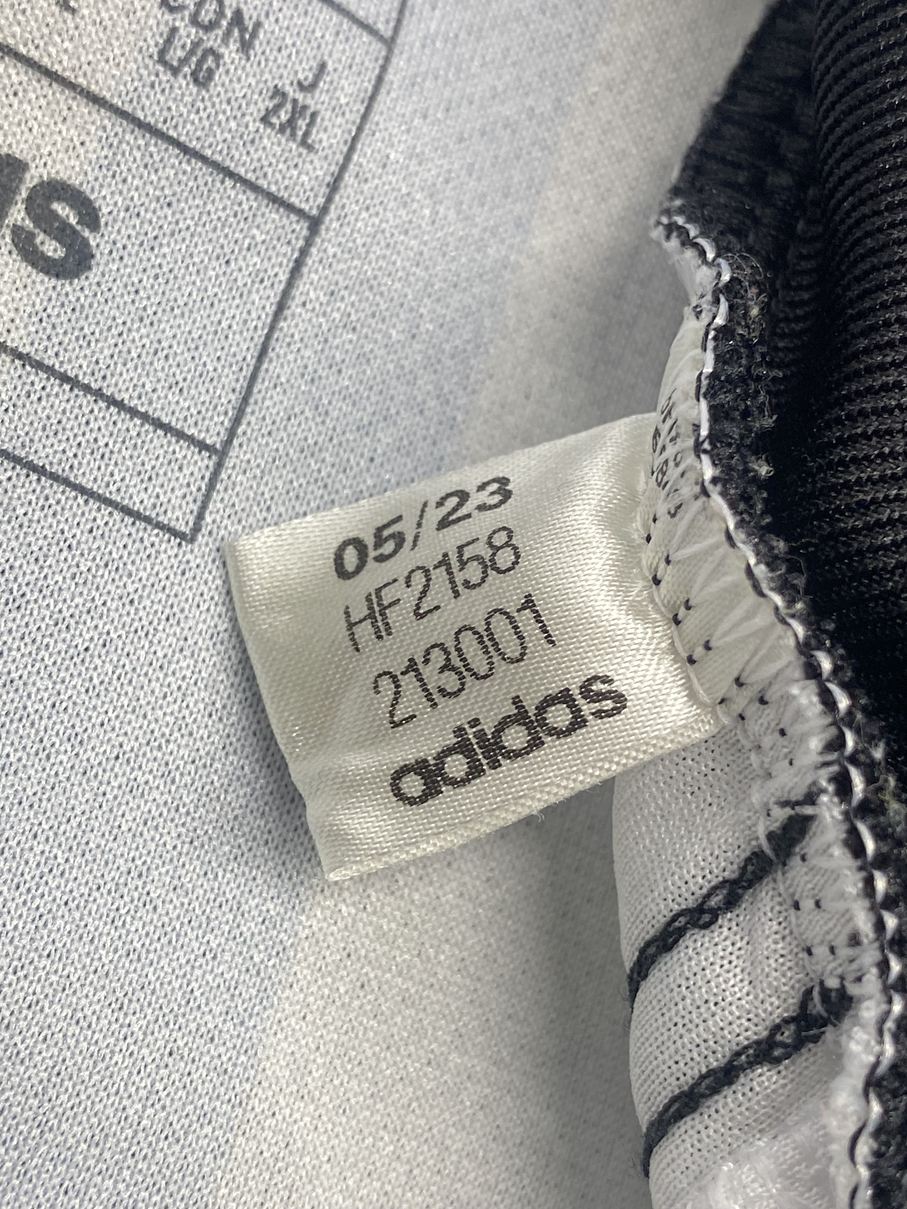 CDN
L/G
J
2XL
05/23
HF2158
213001
adidas